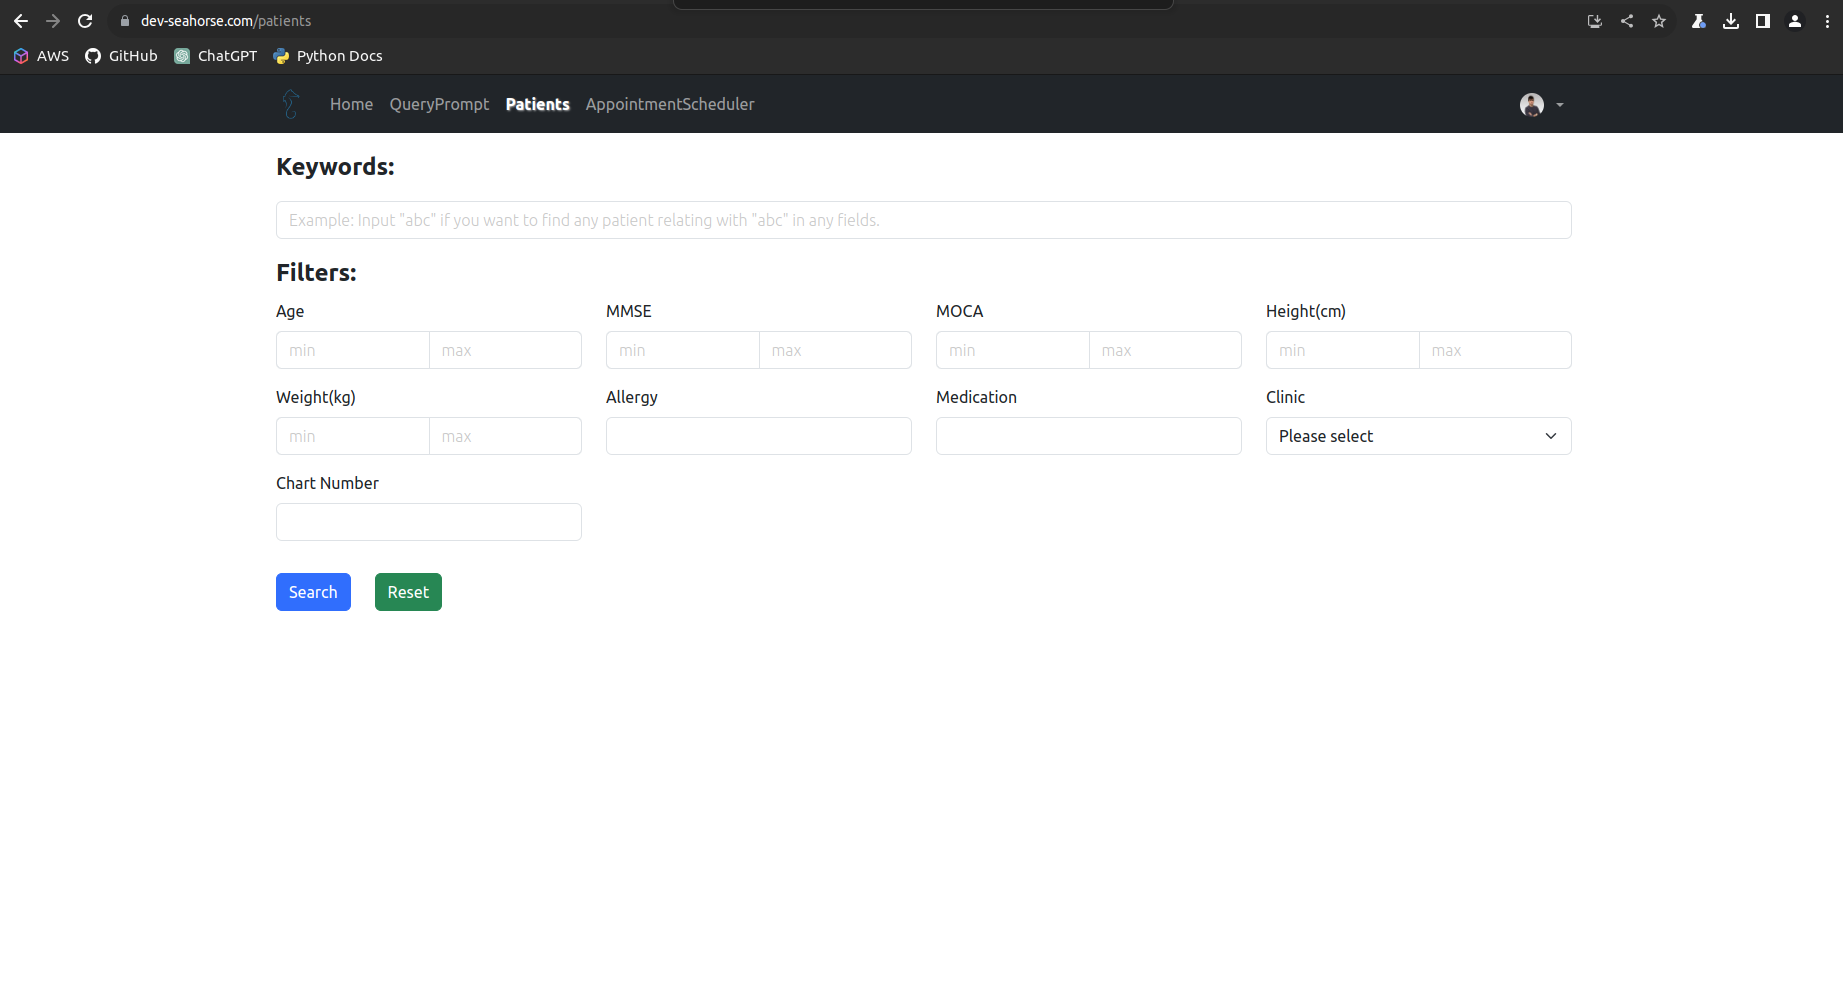 dev-seahorse.com/patients
AWS GitHub ChatGPT Python Docs
Home QueryPrompt Patients AppointmentScheduler
Keywords:
Example: Input "abc" if you want to find any patient relating with "abc" in any fields.
Filters:
Age MMSE MOCA Height(cm)
min max min max min max min max
Weight(kg) Allergy Medication Clinic
min max Please select
Chart Number
Search Reset